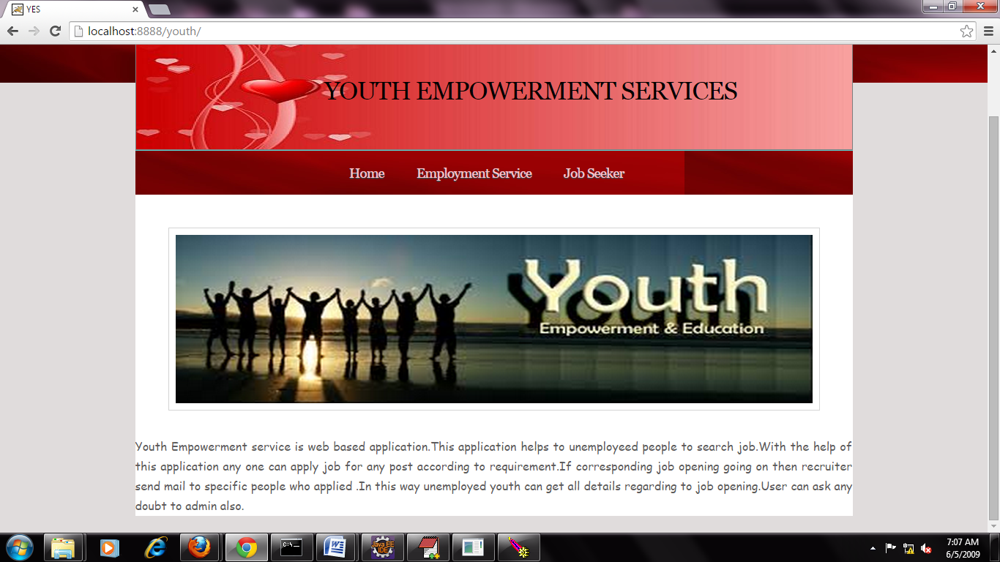 YES
localhost:8888/youth/
YOUTH EMPOWERMENT SERVICES
Home Employment Service Job Seeker
Youth
Empowerment & Education
Youth Empowerment service is web based application.This application helps to unemployeed people to search job.With the help of
this application any one can apply job for any post according to requirement.If corresponding job opening going on then recruiter
send mail to specific people who applied .In this way unemployed youth can get all details regarding to job opening.User can ask any
doubt to admin also.
C:\_
Java EE
IDE
7:07 AM
6/5/2009